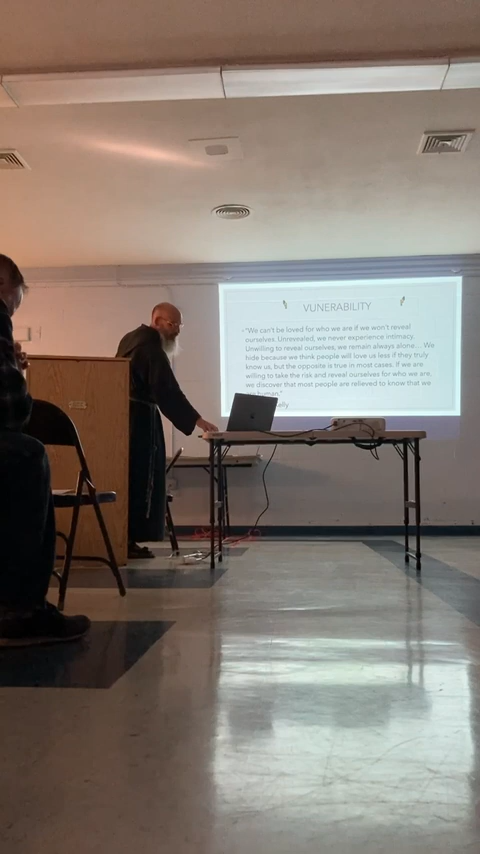 VUNERABILITY
"We can't be loved for who we are if we won't reveal
ourselves. Unrevealed, we never experience intimacy.
Unwilling to reveal ourselves, we remain always alone... We
hide because we think people will love us less if they truly
know us, but the opposite is true in most cases. If we are
willing to take the risk and reveal ourselves for who we are,
we discover that most people are relieved to know that we
human."